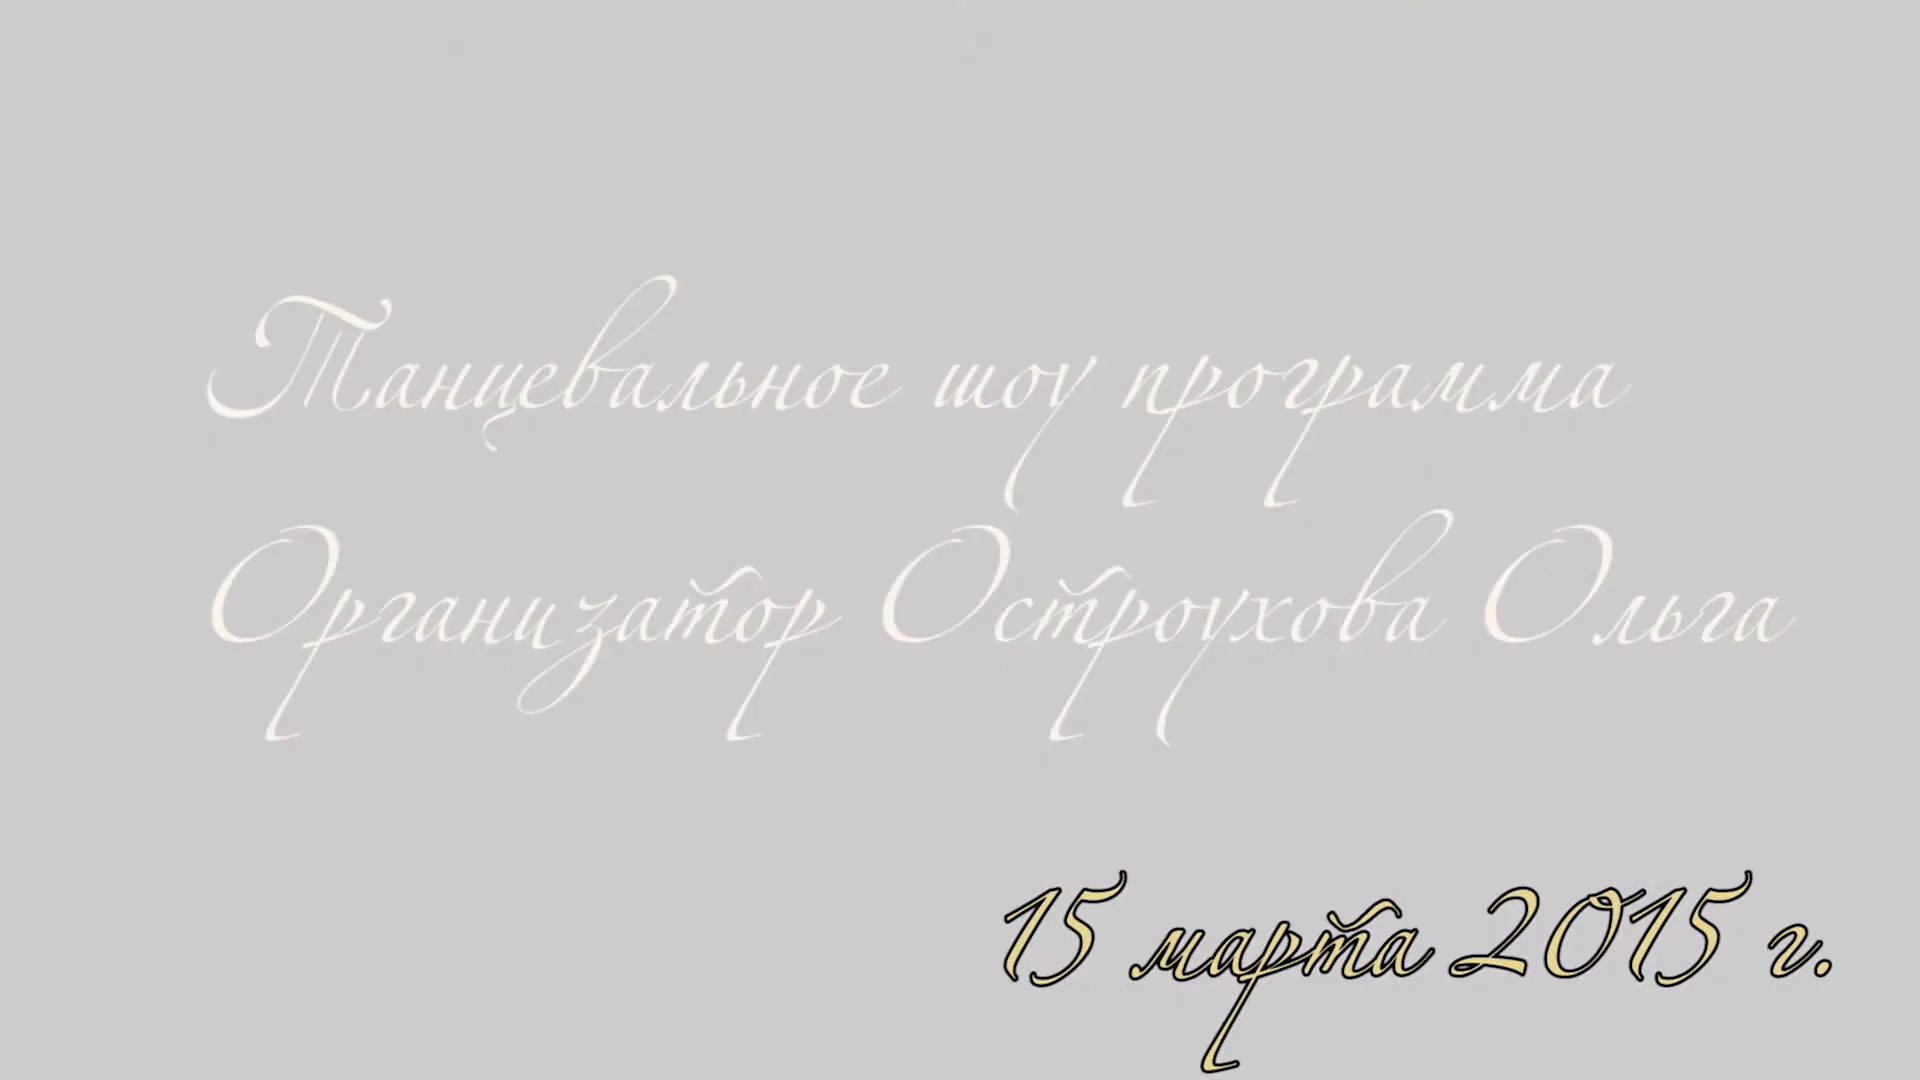 Танцевальное шоу программа
Организатор Остроухова Ольга
15 марта 2015 г.